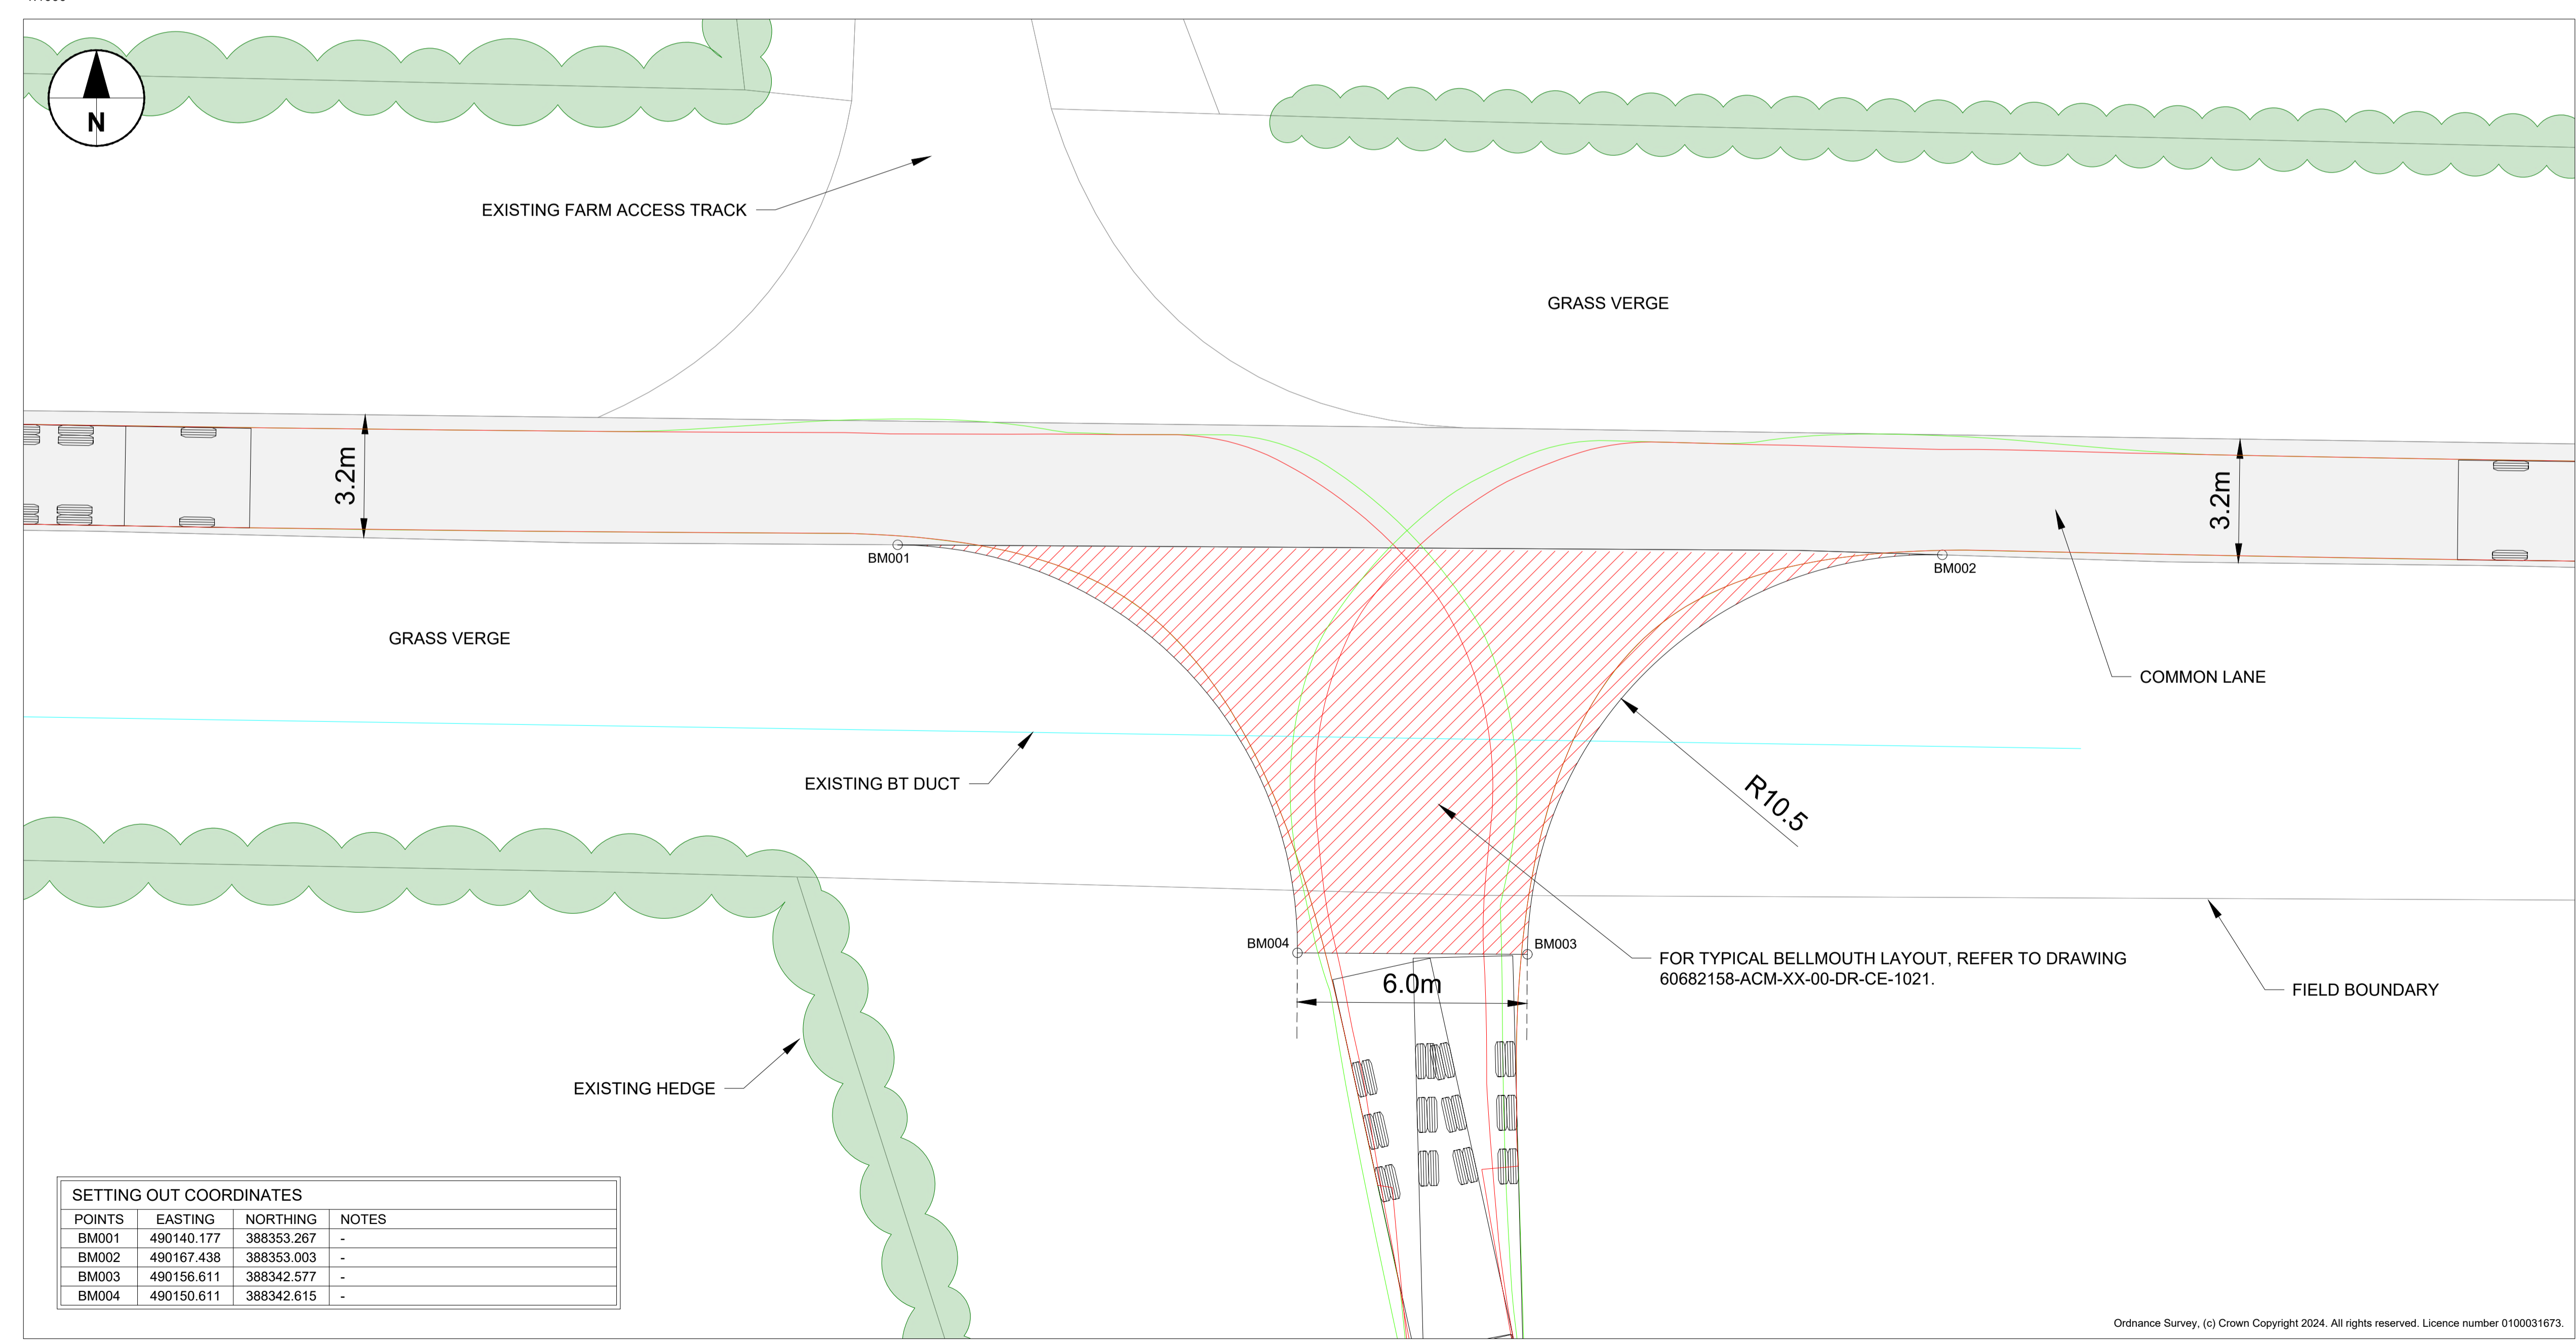 N
EXISTING FARM ACCESS TRACK
GRASS VERGE
3.2m
3.2m
BM001
BM002
GRASS VERGE
COMMON LANE
EXISTING BT DUCT
R10.5
BM004
BM003
FOR TYPICAL BELLMOUTH LAYOUT, REFER TO DRAWING
60682158-ACM-XX-00-DR-CE-1021.
6.0m
FIELD BOUNDARY
EXISTING HEDGE
SETTING OUT COORDINATES
POINTS EASTING NORTHING NOTES
BM001 490140.177 388353.267 -
BM002 490167.438 388353.003 -
BM003 490156.611 388342.577 -
BM004 490150.611 388342.615 -
Ordnance Survey, (c) Crown Copyright 2024. All rights reserved. Licence number 0100031673.